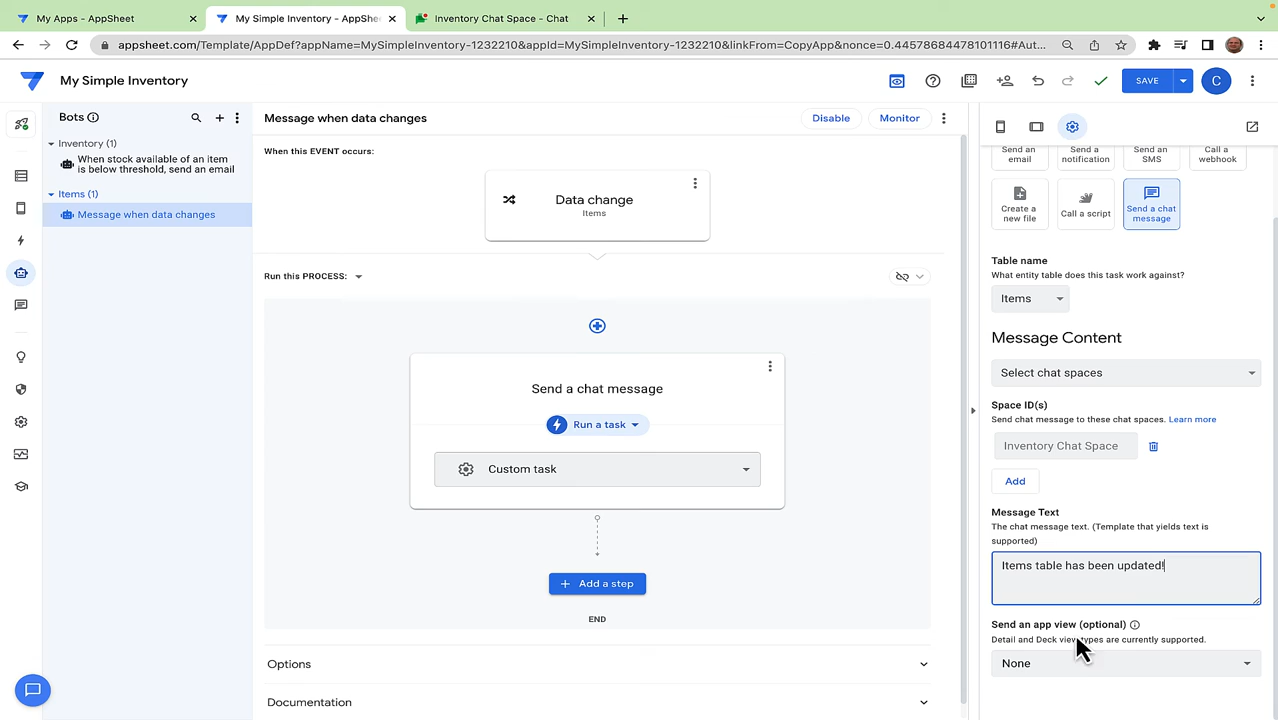 My Apps - AppSheet
My Simple Inventory - AppShe
Inventory Chat Space - Chat
appsheet.com/Template/AppDef?appName=MySimpleInventory-1232210&appId=MySimpleInventory-1232210&linkFrom=CopyApp&nonce=0.44578684478101116#Aut...
My Simple Inventory
SAVE
C
Bots
Inventory (1)
When stock available of an item
is below threshold, send an email
Items (1)
Message when data changes
Message when data changes
Disable
Monitor
When this EVENT occurs:
Data change
Items
Run this PROCESS:
Send a chat message
Run a task
Custom task
Add a step
END
Options
Documentation
Send an
email
Send a
notification
Send an
SMS
Call a
webhook
Create a
new file
Call a script
Send a chat
message
Table name
What entity table does this task work against?
Items
Message Content
Select chat spaces
Space ID(s)
Send chat message to these chat spaces. Learn more
Inventory Chat Space
Add
Message Text
The chat message text. (Template that yields text is
supported)
Items table has been updated!
Send an app view (optional)
Detail and Deck view types are currently supported.
None